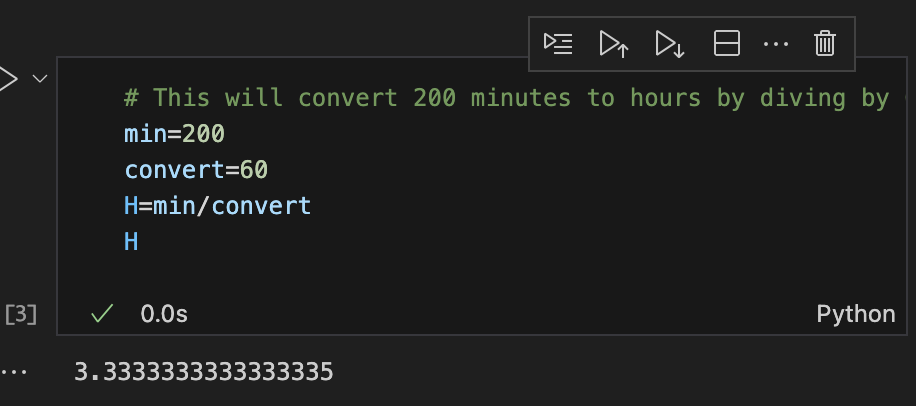 # This will convert 200 minutes to hours by diving by
min=200
convert=60
H=min/convert
H
[3]
0.0s
Python
3.3333333333333335